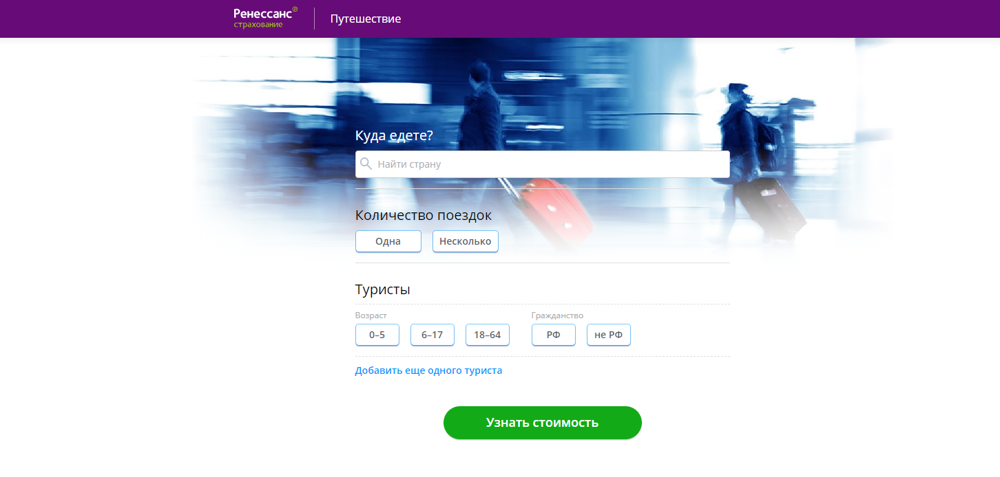 Ренессанс®
страхование
Путешествие
Куда едете?
Найти страну
Количество поездок
Одна Несколько
Туристы
Возраст Гражданство
0–5 6–17 18–64 РФ не РФ
Добавить еще одного туриста
Узнать стоимость